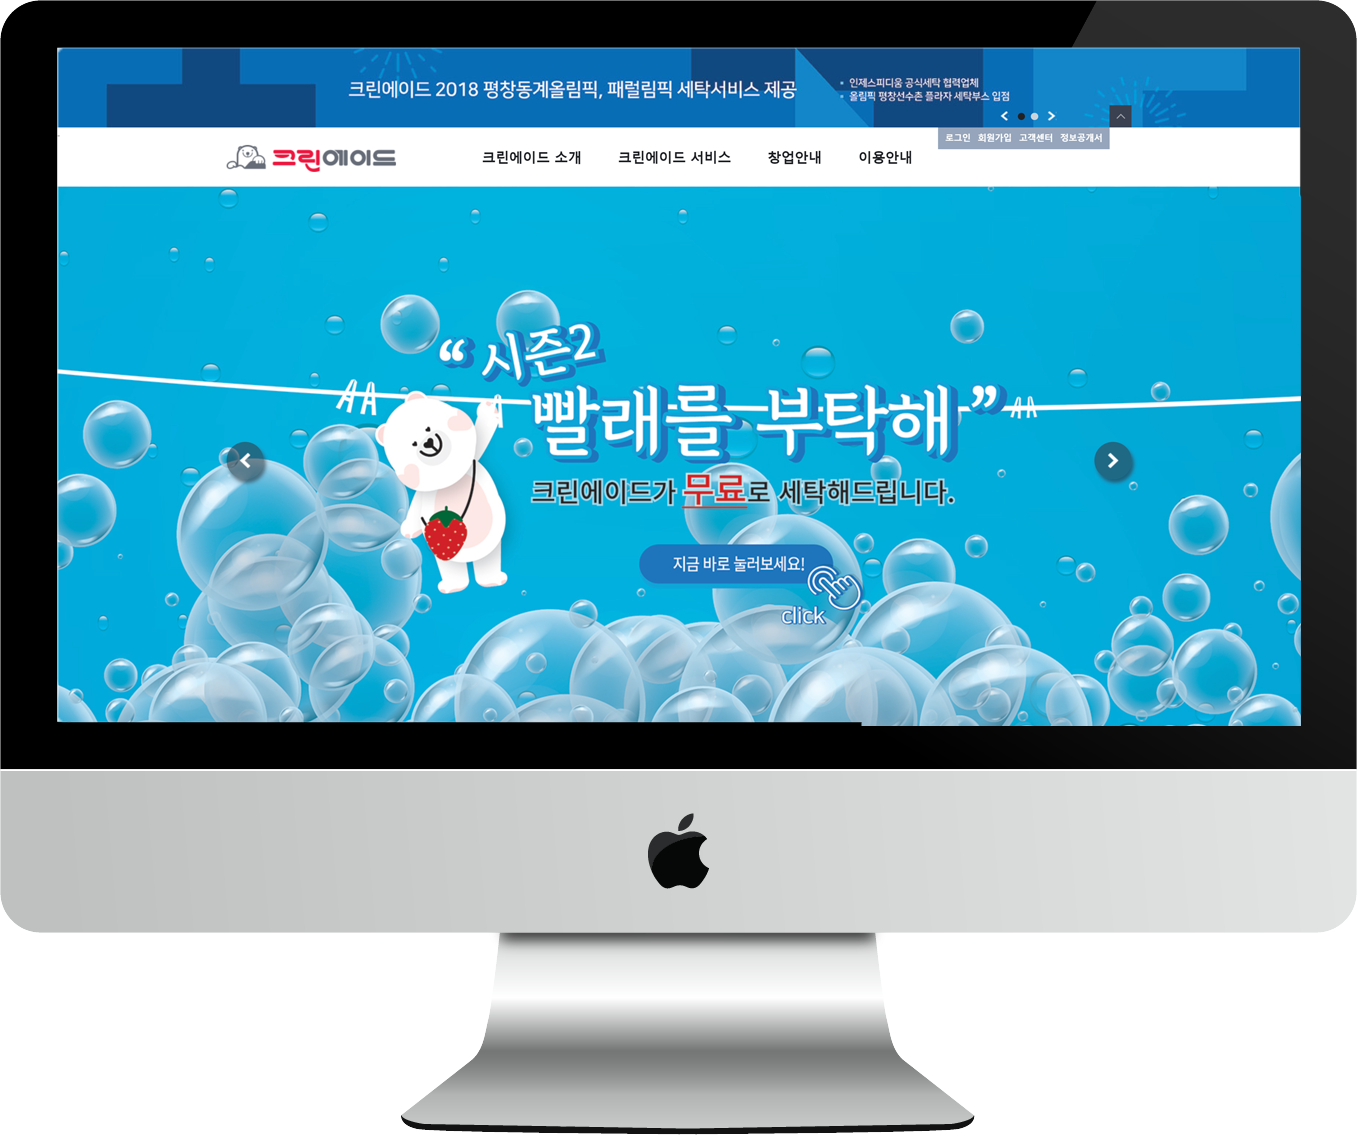 크린에이드 2018 평창동계올림픽, 패럴림픽 세탁서비스 제공
• 인제스피디움 공식세탁 협력업체
• 올림픽 평창선수촌 플라자 세탁부스 입점
로그인 회원가입 고객센터 정보공개서
크린에이드
크린에이드 소개 크린에이드 서비스 창업안내 이용안내
“시즌2
빨래를 부탁해”
크린에이드가 무료로 세탁해드립니다.
지금 바로 눌러보세요!
click